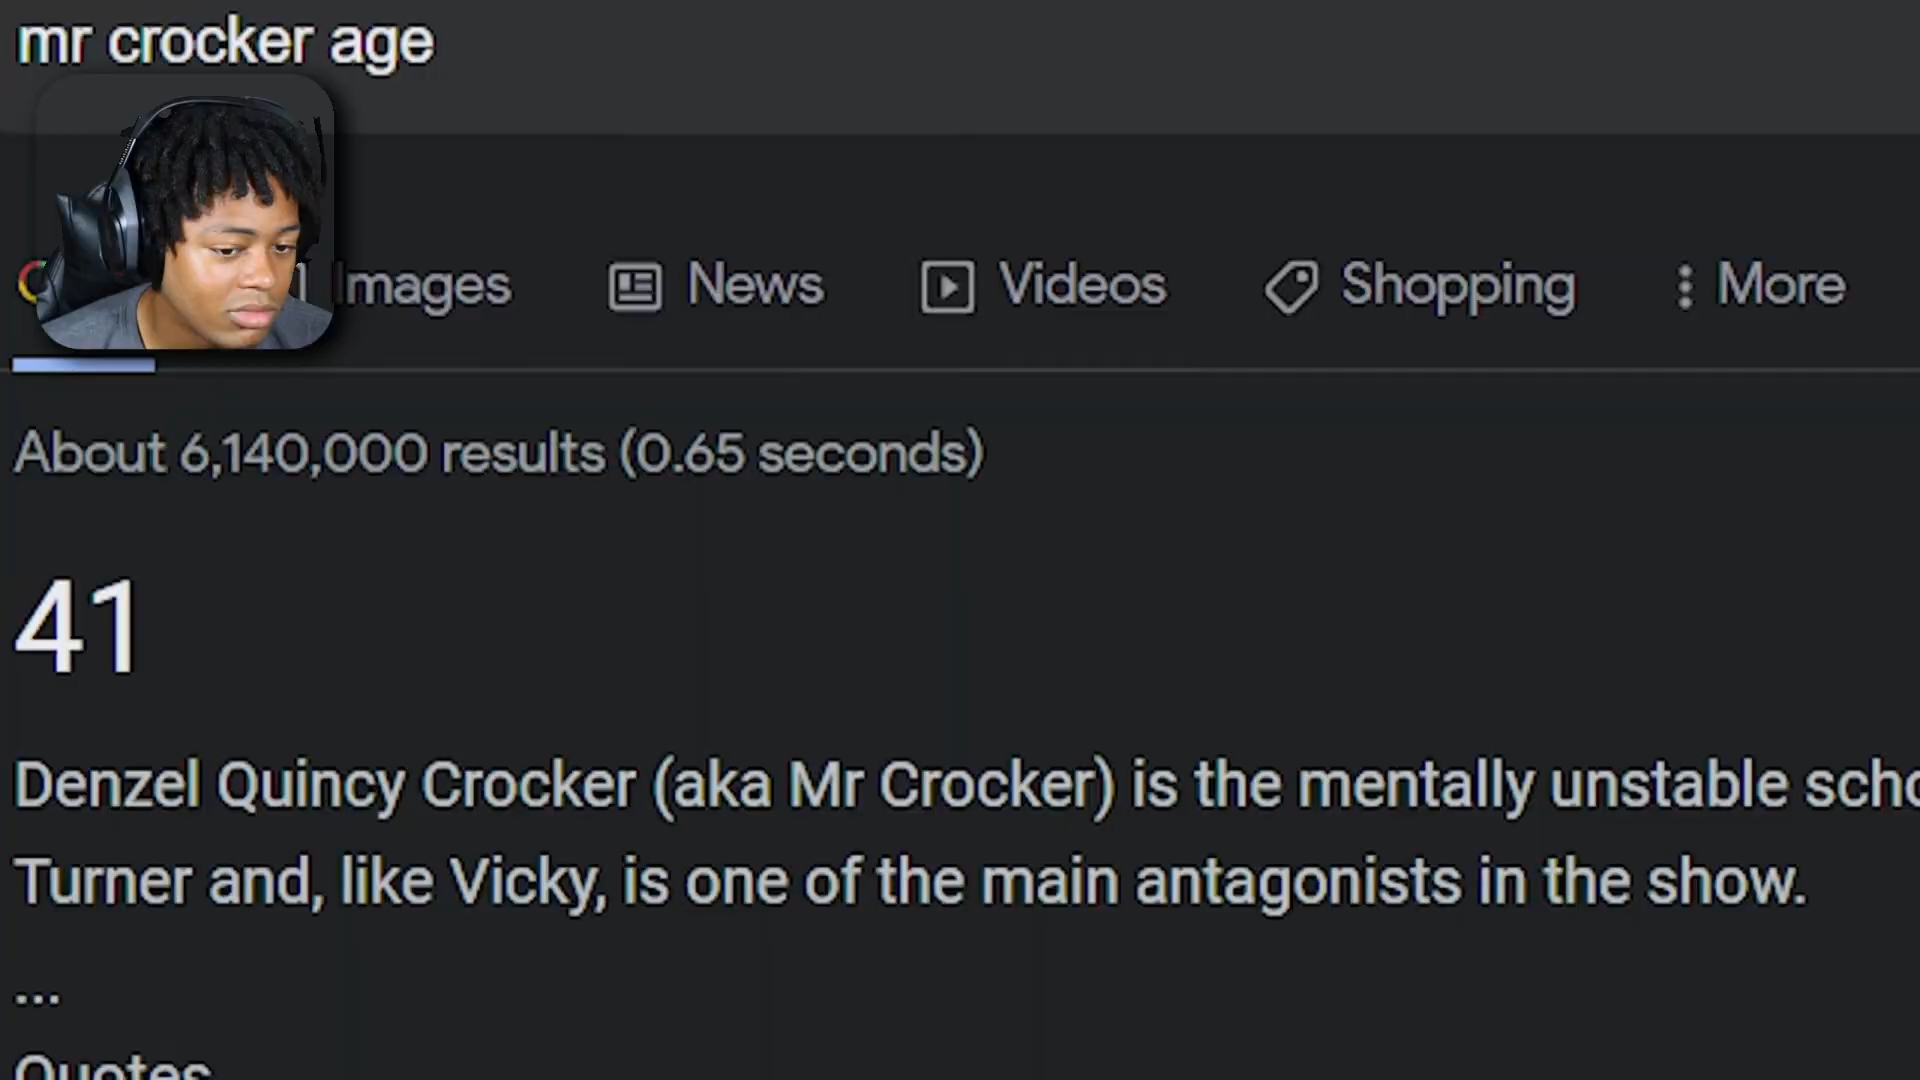 mr crocker age
Images News Videos Shopping More
About 6,140,000 results (0.65 seconds)
41
Denzel Quincy Crocker (aka Mr Crocker) is the mentally unstable scho
Turner and, like Vicky, is one of the main antagonists in the show.
...
Quotes